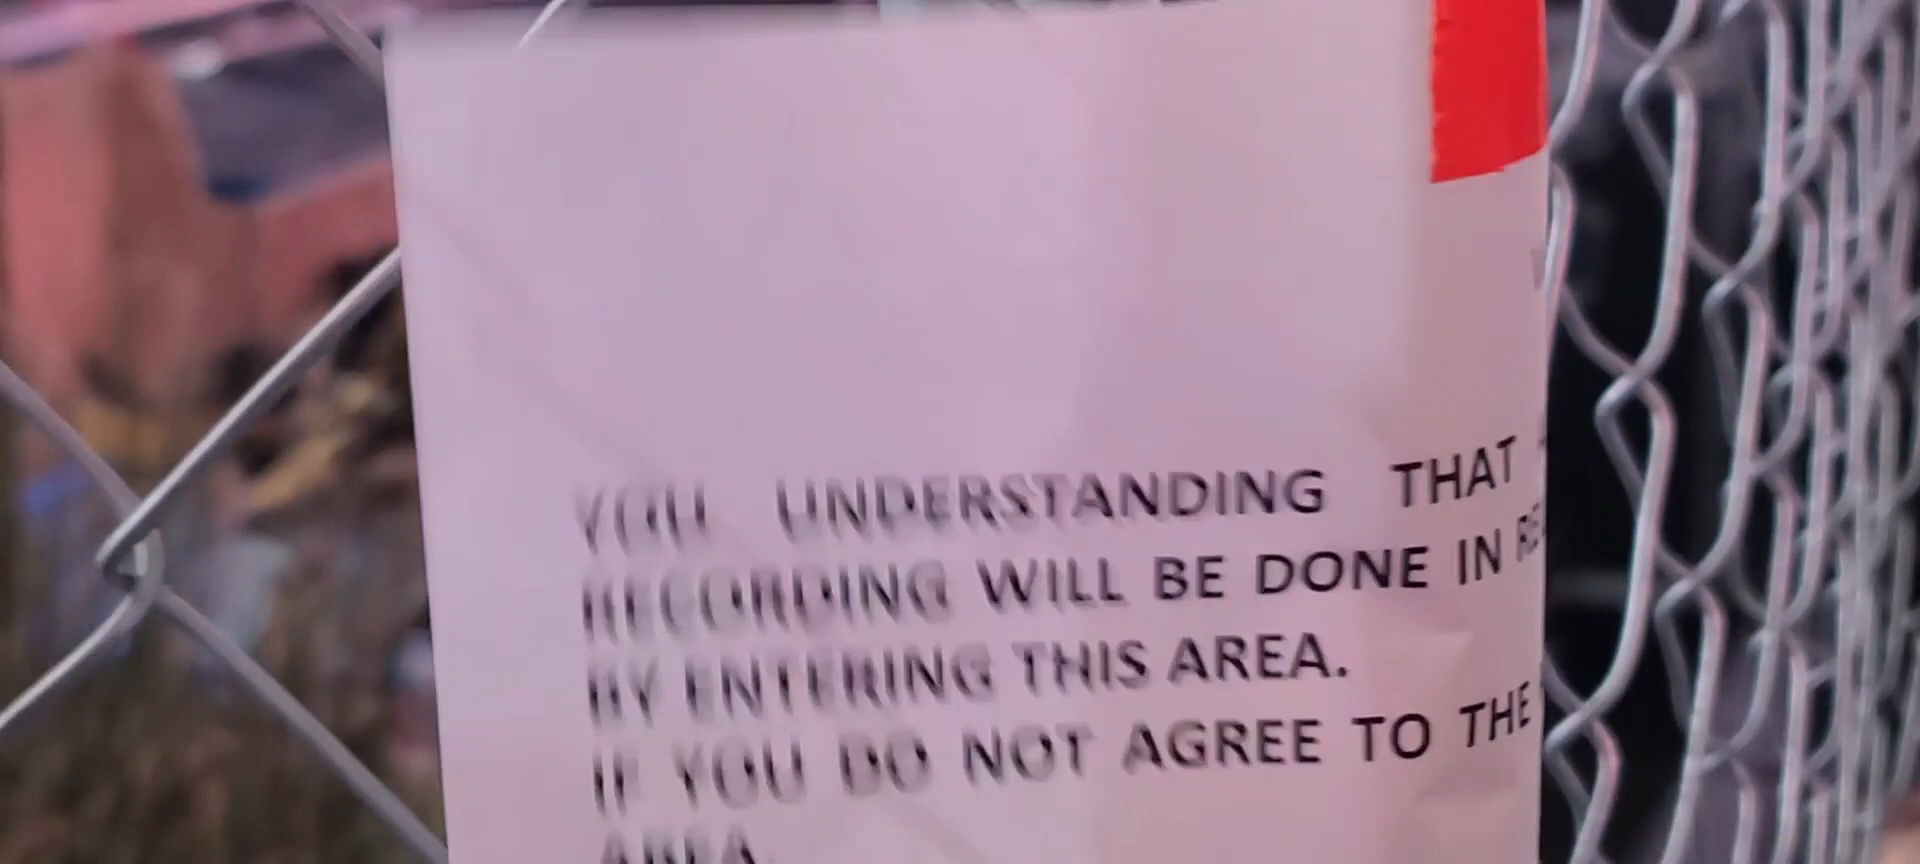 YOU UNDERSTANDING THAT
RECORDING WILL BE DONE IN
BY ENTERING THIS AREA.
IF YOU DO NOT AGREE TO THE
AREA.